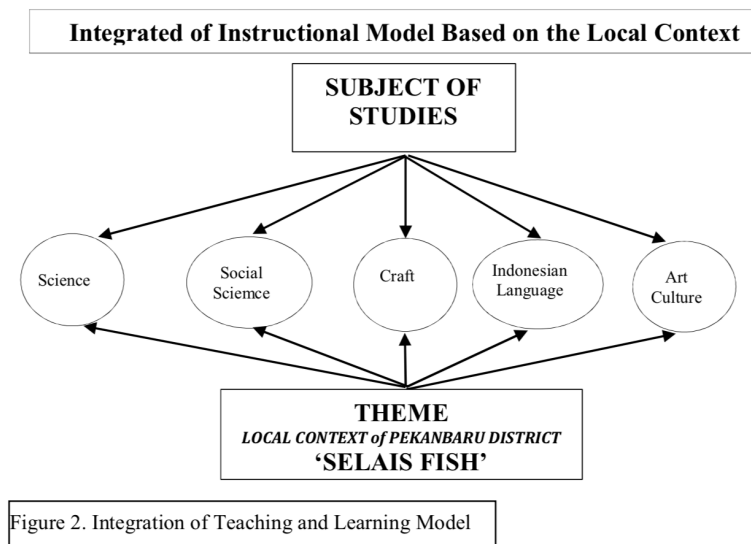 Integrated of Instructional Model Based on the Local Context
SUBJECT OF
STUDIES
Science
Social
Sciemce
Craft
Indonesian
Language
Art
Culture
THEME
LOCAL CONTEXT of PEKANBARU DISTRICT
‘SELAIS FISH’
Figure 2. Integration of Teaching and Learning Model